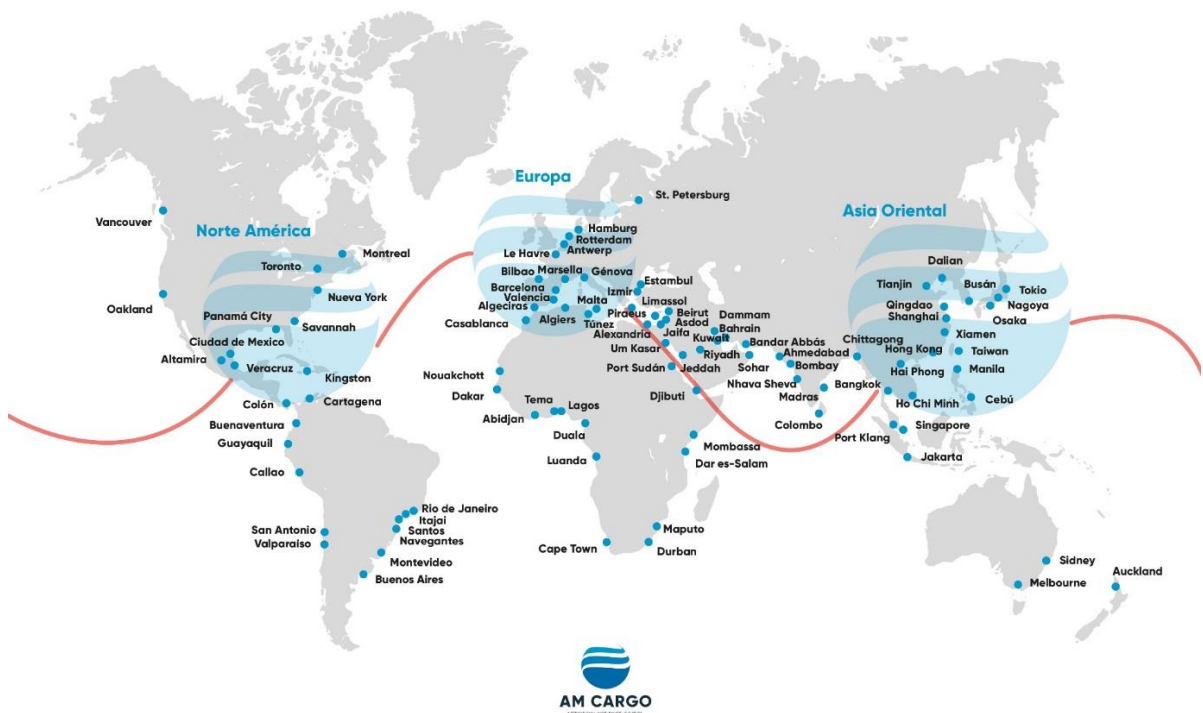 Europa
St. Petersburg
Asia Oriental
Vancouver
Norte América
Hamburg
Rotterdam
Antwerp
Le Havre
Montreal
Toronto
Dalian
Bilbao
Marsella
Génova
Estambul
Izmir
Tianjin
Busán
Tokio
Barcelona
Valencia
Nueva York
Oakland
Limassol
Malta
Qingdao
Nagoya
Algeciras
Piraeus
Beirut
Dammam
Shanghai
Osaka
Panamá City
Savannah
Casablanca
Algiers
Túnez
Asdod
Bahrain
Alexandría
Jaifa
Kuwait
Bandar Abbás
Chittagong
Xiamen
Ciudad de Mexico
Um Kasar
Riyadh
Ahmedabad
Hong Kong
Taiwan
Altamira
Veracruz
Port Sudán
Jeddah
Sohar
Bombay
Hai Phong
Manila
Kingston
Nouakchott
Nhava Sheva
Bangkok
Madras
Dakar
Djibuti
Cebú
Colón
Cartagena
Tema
Lagos
Ho Chi Minh
Abidjan
Colombo
Buenaventura
Singapore
Duala
Port Klang
Guayaquil
Mombassa
Luanda
Dar es-Salam
Jakarta
Callao
Rio de Janeiro
Itajai
San Antonio
Santos
Maputo
Navegantes
Valparaíso
Cape Town
Durban
Montevideo
Sidney
Auckland
Buenos Aires
Melbourne
AM CARGO